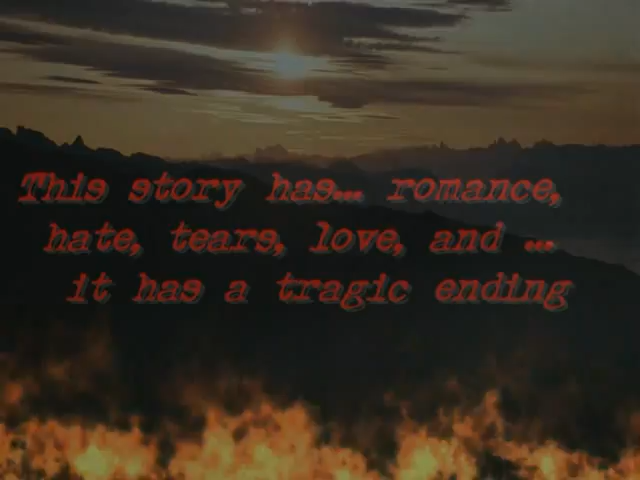 This story has... romance,
hate, tears, love, and ...
it has a tragic ending